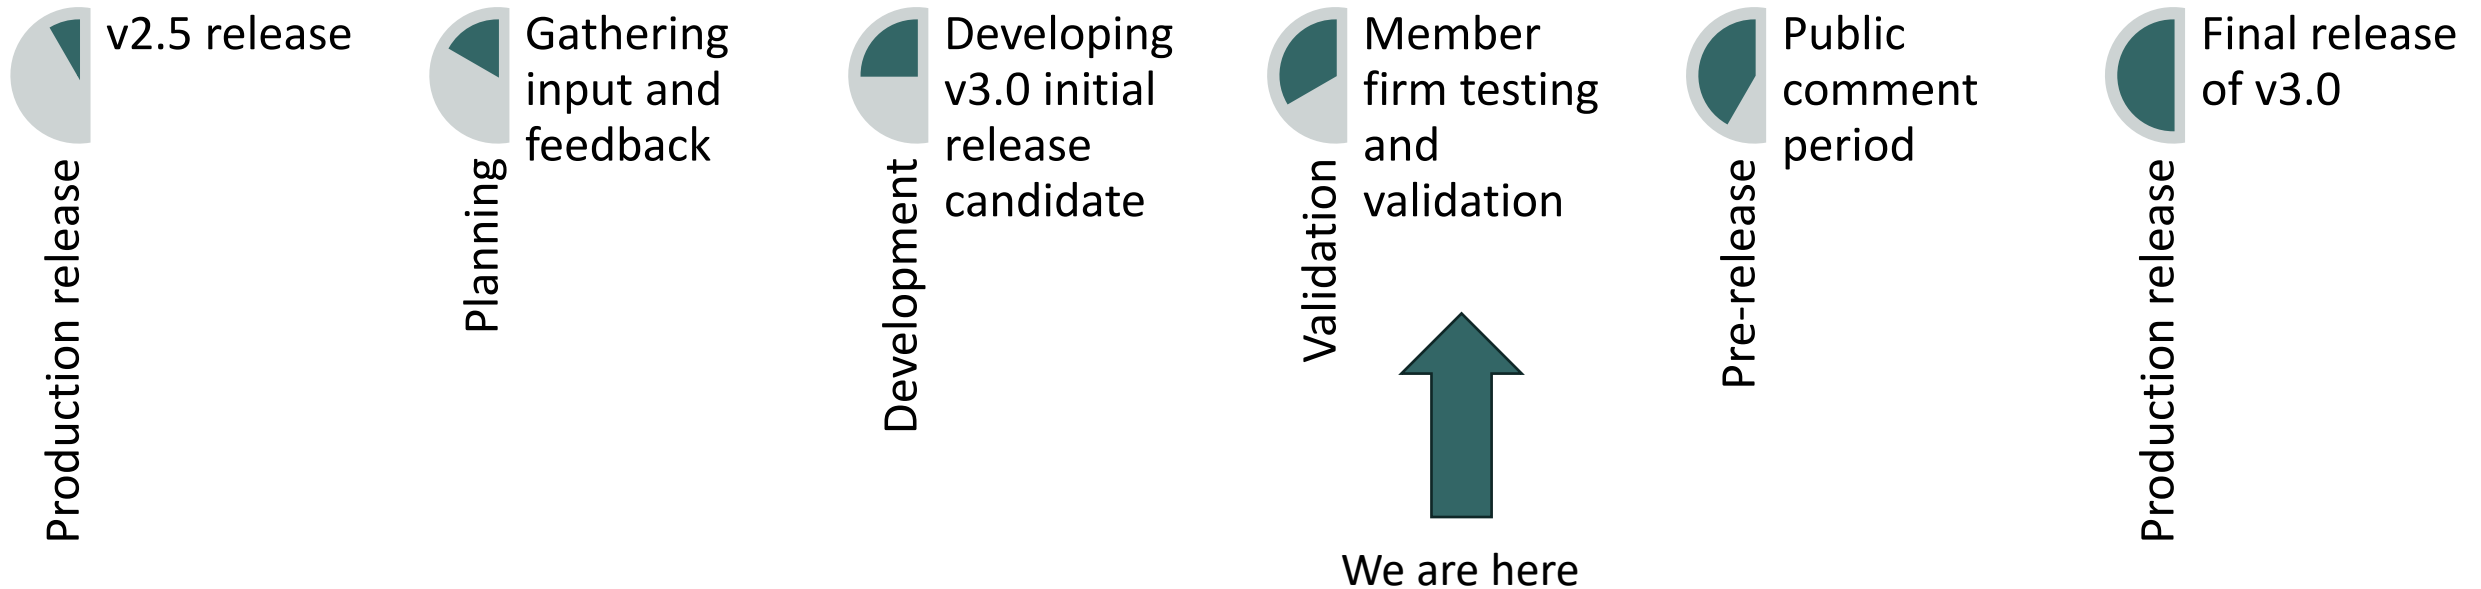 v2.5 release
Production release
Gathering
input and
feedback
Planning
Developing
v3.0 initial
release
candidate
Development
Member
firm testing
and
validation
Validation
We are here
Public
comment
period
Pre-release
Final release
of v3.0
Production release